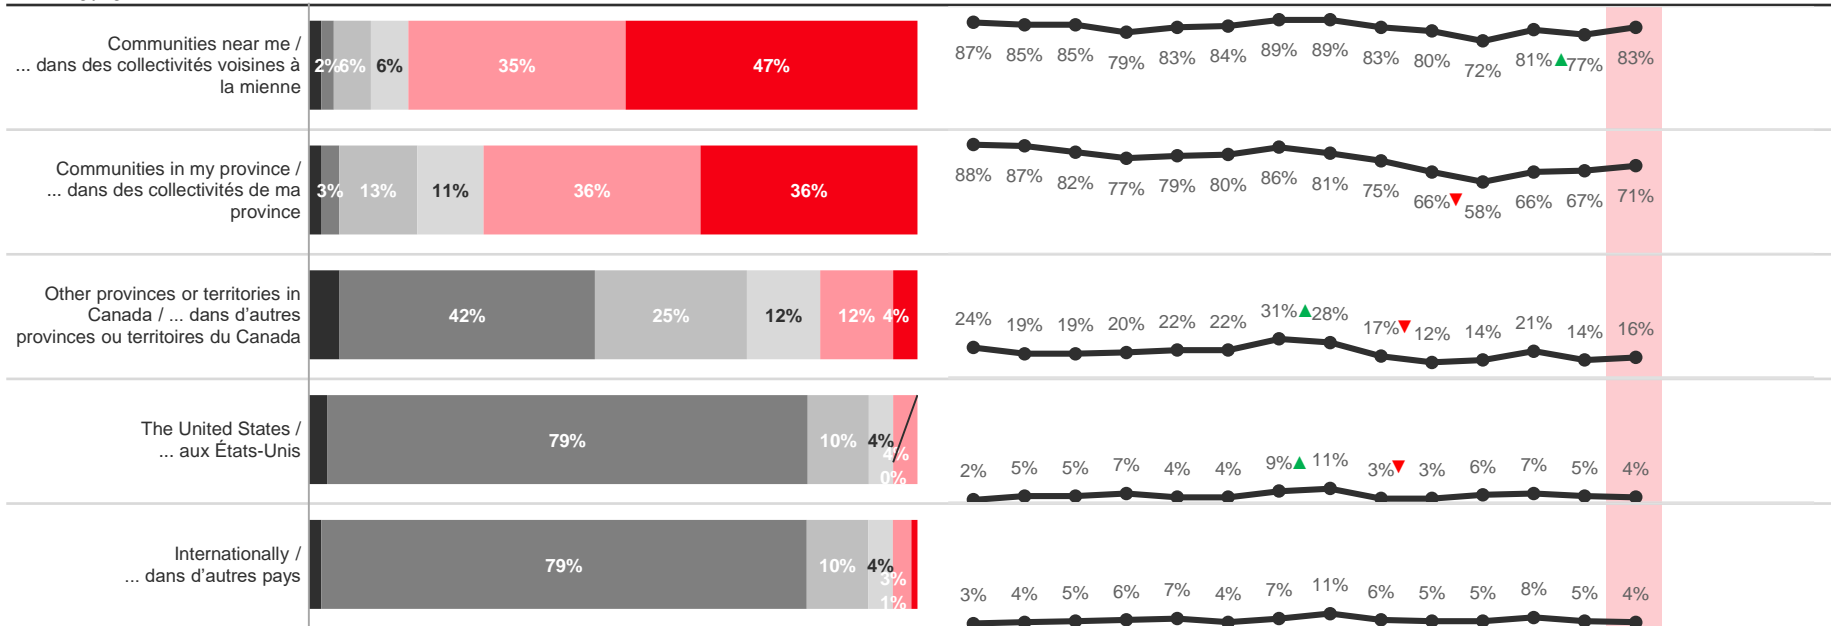 Communities near me /
... dans des collectivités voisines à
la mienne
2% 6% 6% 35% 47%
87% 85% 85% 79% 83% 84% 89% 89% 83% 80% 72% 81% 77% 83%
Communities in my province /
... dans des collectivités de ma
province
3% 13% 11% 36% 36%
88% 87% 82% 77% 79% 80% 86% 81% 75% 66% 58% 66% 67% 71%
Other provinces or territories in
Canada / ... dans d'autres
provinces ou territoires du Canada
42% 25% 12% 12% 4%
24% 19% 19% 20% 22% 22% 31% 28% 17% 12% 14% 21% 14% 16%
The United States /
... aux États-Unis
79% 10% 4% 4% 0%
2% 5% 5% 7% 4% 4% 9% 11% 3% 3% 6% 7% 5% 4%
Internationally /
... dans d'autres pays
79% 10% 4% 3% 1%
3% 4% 5% 6% 7% 4% 7% 11% 6% 5% 5% 8% 5% 4%